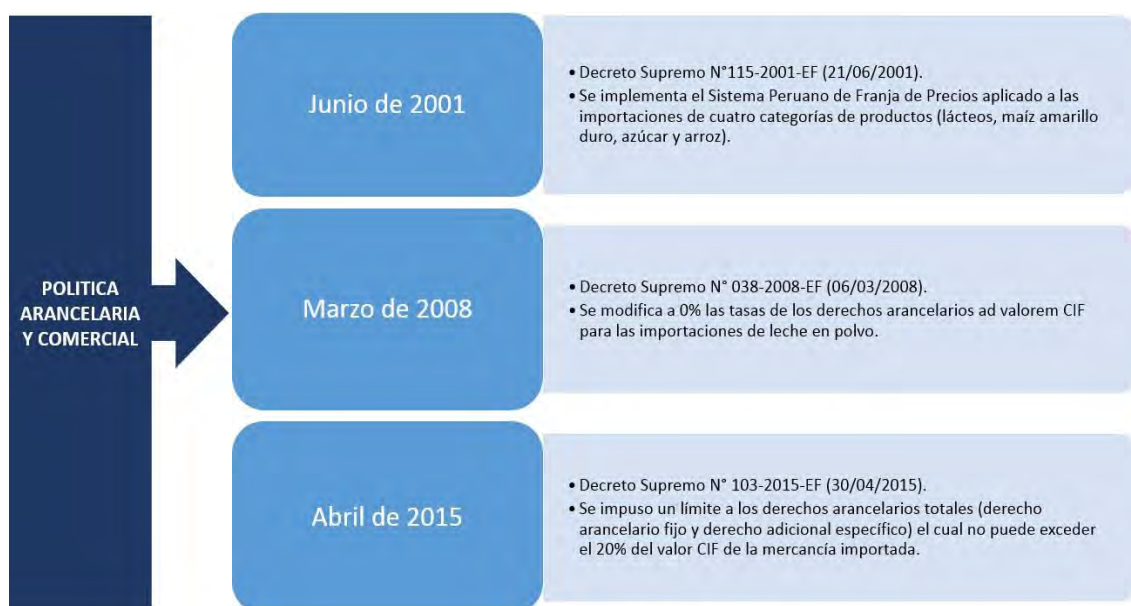 POLITICA
ARANCELARIA
Y COMERCIAL
Junio de 2001
• Decreto Supremo N°115-2001-EF (21/06/2001).
• Se implementa el Sistema Peruano de Franja de Precios aplicado a las
importaciones de cuatro categorías de productos (lácteos, maíz amarillo
duro, azúcar y arroz).
Marzo de 2008
• Decreto Supremo N° 038-2008-EF (06/03/2008).
• Se modifica a 0% las tasas de los derechos arancelarios ad valorem CIF
para las importaciones de leche en polvo.
Abril de 2015
• Decreto Supremo N° 103-2015-EF (30/04/2015).
• Se impuso un límite a los derechos arancelarios totales (derecho
arancelario fijo y derecho adicional específico) el cual no puede exceder
el 20% del valor CIF de la mercancía importada.